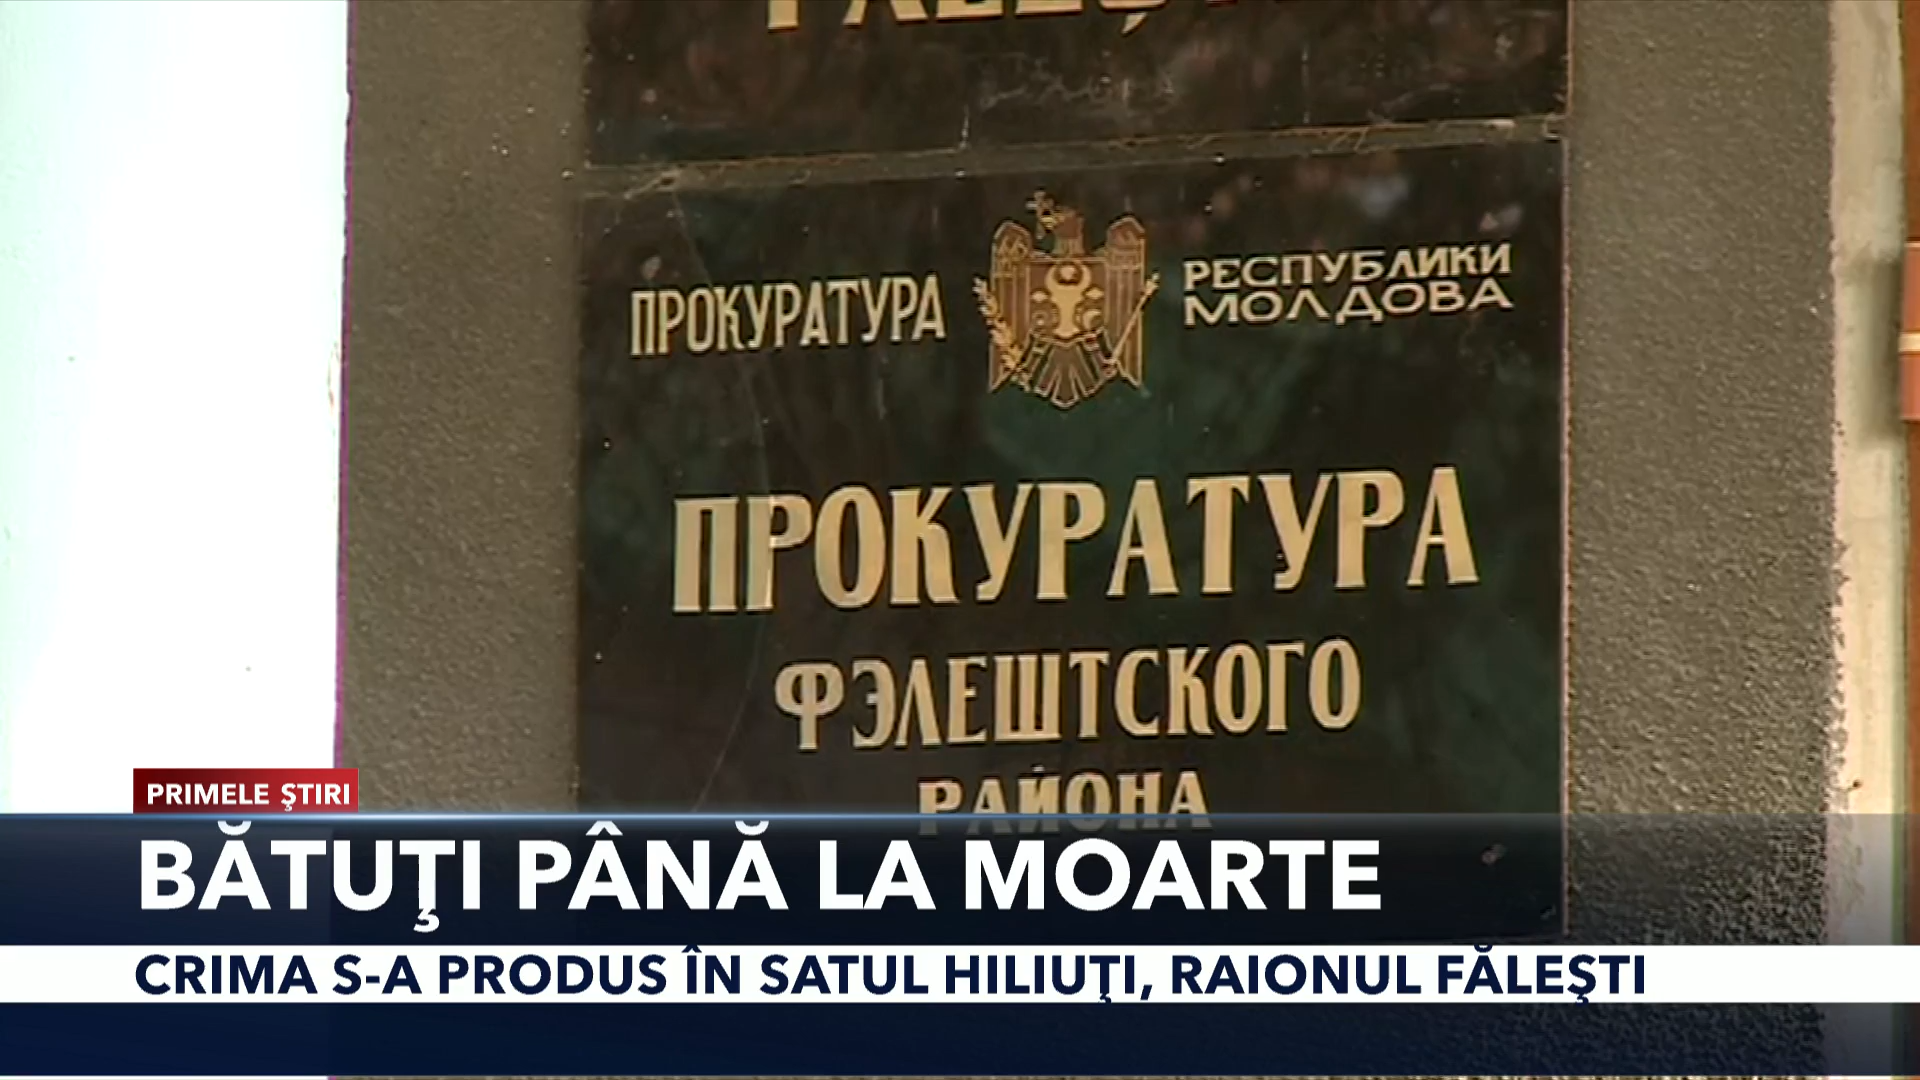 ПРОКУРАТУРА
РЕСПУБЛИКИ
МОЛДОВА
ПРОКУРАТУРА
ФЭЛЕШТСКОГО
РАЙОНА
PRIMELE ŞTIRI
BĂTUŢI PÂNĂ LA MOARTE
CRIMA S-A PRODUS ÎN SATUL HILIUŢI, RAIONUL FĂLEŞTI